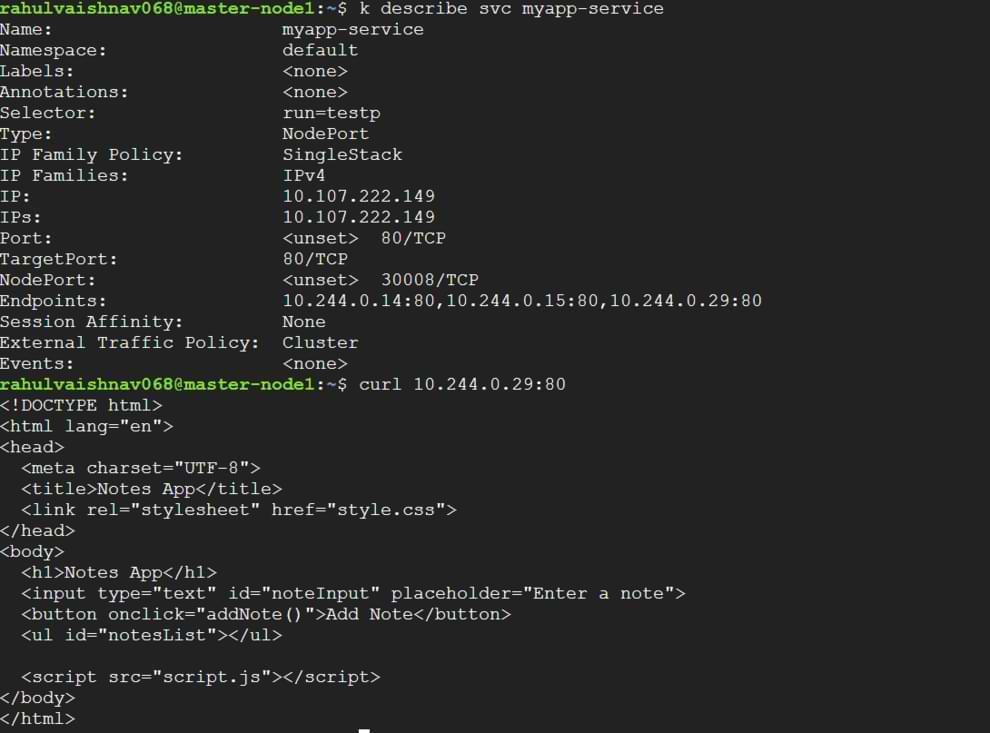 rahulvaishnav068@master-node1:~$ k describe svc myapp-service
Name:                     myapp-service
Namespace:                default
Labels:                   <none>
Annotations:              <none>
Selector:                 run=testp
Type:                     NodePort
IP Family Policy:         SingleStack
IP Families:              IPv4
IP:                       10.107.222.149
IPs:                      10.107.222.149
Port:                     <unset>  80/TCP
TargetPort:               80/TCP
NodePort:                 <unset>  30008/TCP
Endpoints:                10.244.0.14:80,10.244.0.15:80,10.244.0.29:80
Session Affinity:         None
External Traffic Policy:  Cluster
Events:                   <none>
rahulvaishnav068@master-node1:~$ curl 10.244.0.29:80
<!DOCTYPE html>
<html lang="en">
<head>
  <meta charset="UTF-8">
  <title>Notes App</title>
  <link rel="stylesheet" href="style.css">
</head>
<body>
  <h1>Notes App</h1>
  <input type="text" id="noteInput" placeholder="Enter a note">
  <button onclick="addNote()">Add Note</button>
  <ul id="notesList"></ul>

  <script src="script.js"></script>
</body>
</html>